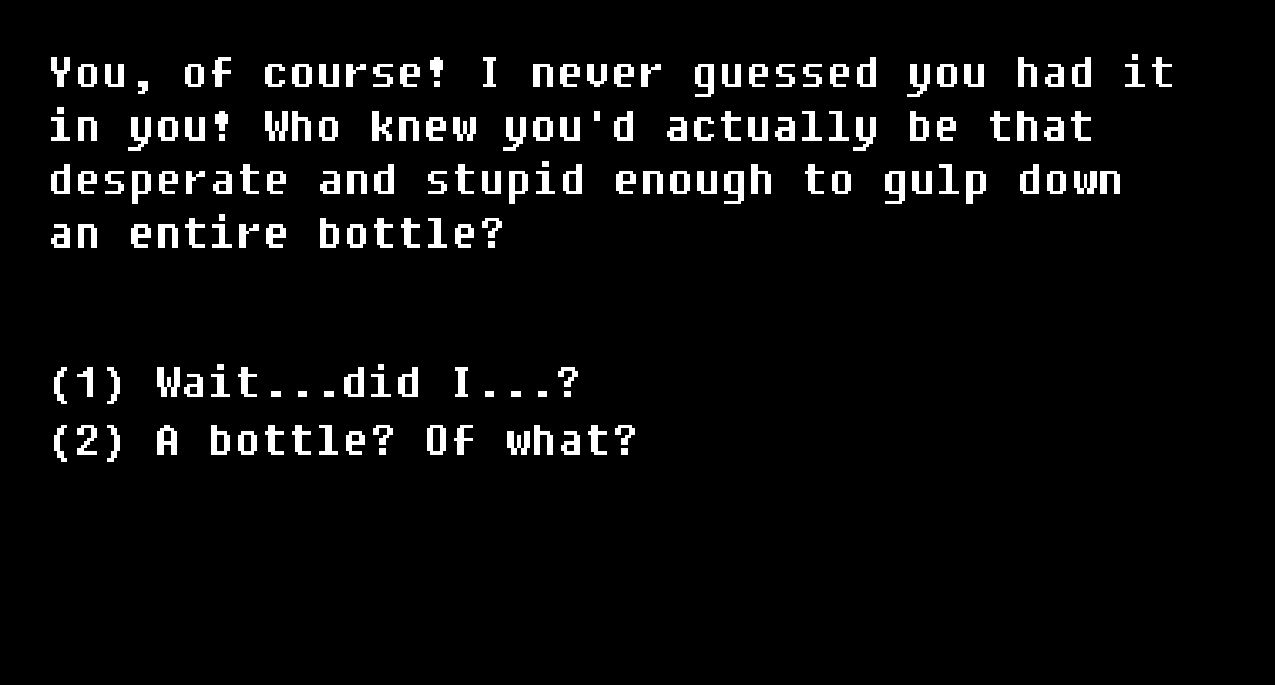 You, of course! I never guessed you had it
in you! Who knew you'd actually be that
desperate and stupid enough to gulp down
an entire bottle?
(1) Wait...did I...?
(2) A bottle? Of what?